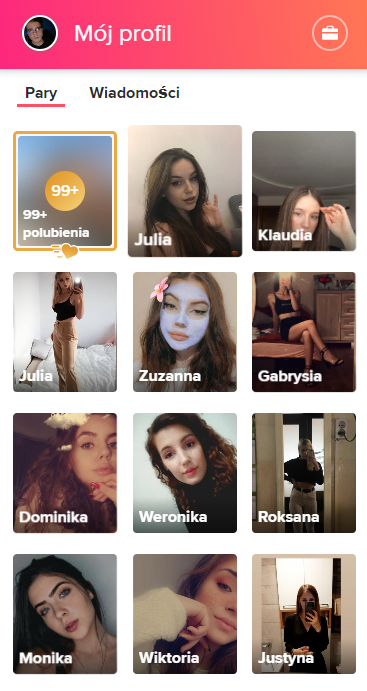 Mój profil
Pary
Wiadomości
99+
99+
polubienia
Julia
Klaudia
Julia
Zuzanna
Gabrysia
Dominika
Weronika
Roksana
Monika
Wiktoria
Justyna